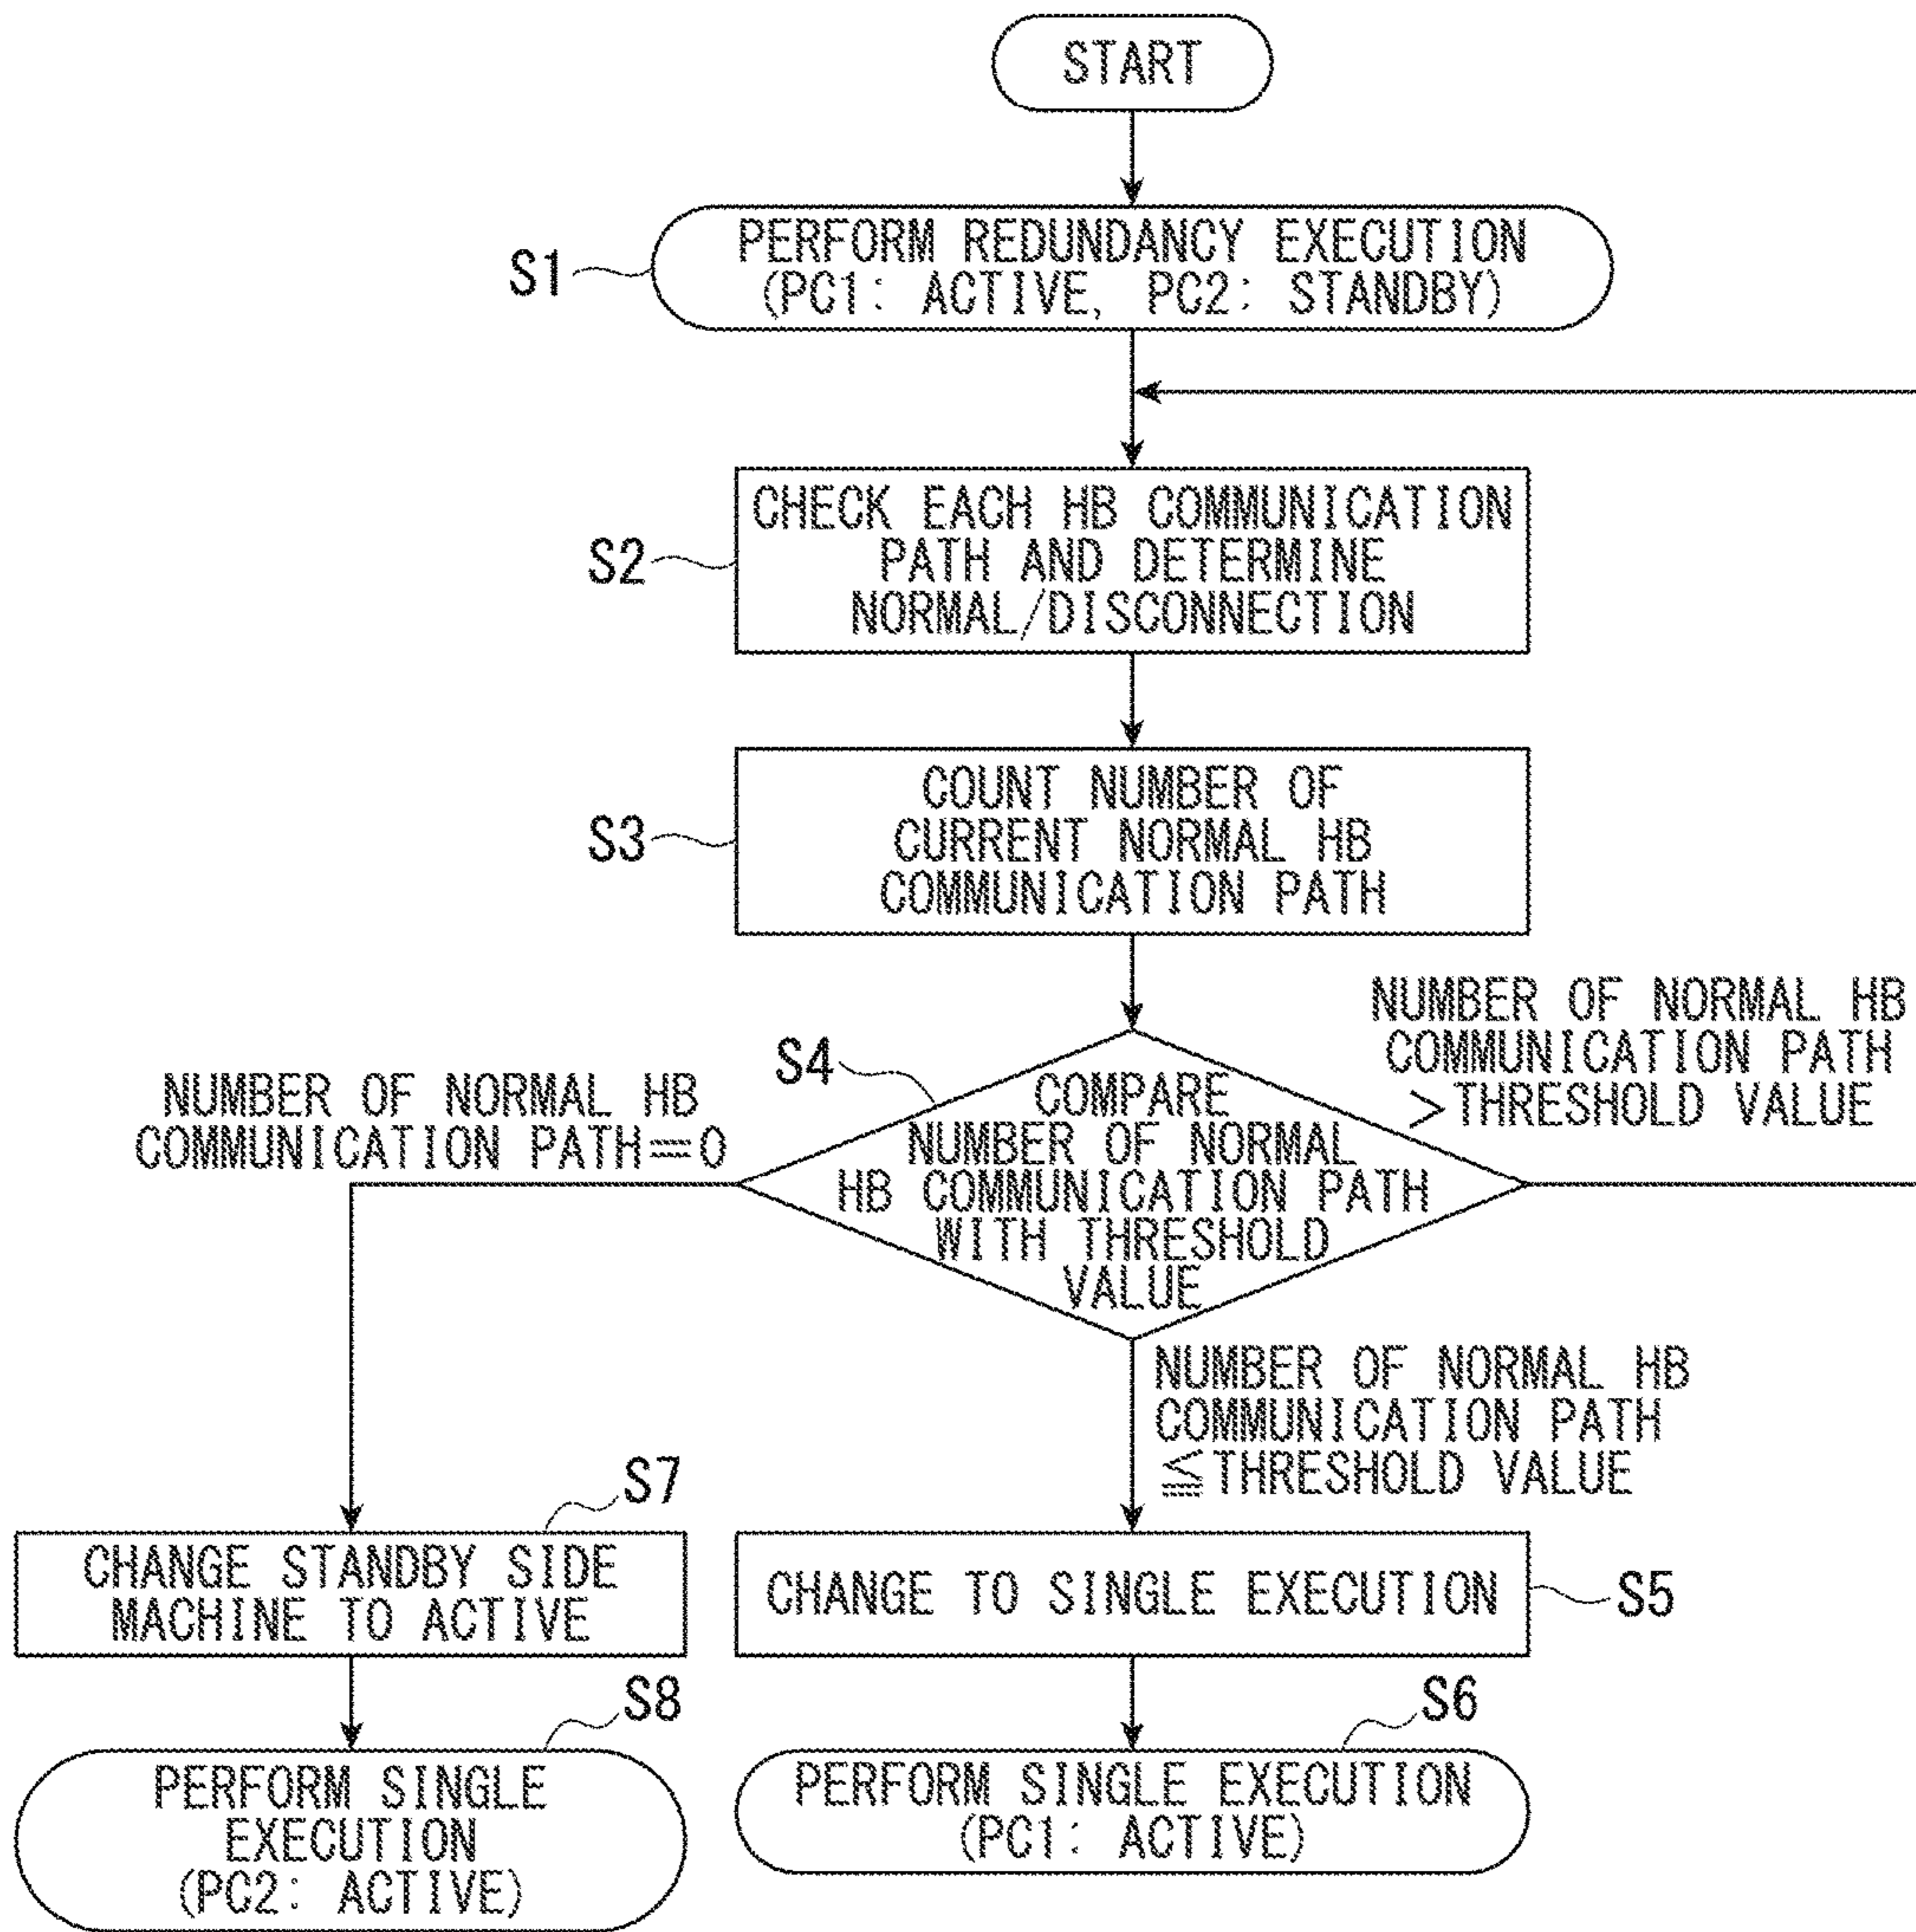 START
S1
PERFORM REDUNDANCY EXECUTION
(PC1: ACTIVE, PC2: STANDBY)
S2
CHECK EACH HB COMMUNICATION
PATH AND DETERMINE
NORMAL/DISCONNECTION
S3
COUNT NUMBER OF
CURRENT NORMAL HB
COMMUNICATION PATH
S4
COMPARE
NUMBER OF NORMAL
HB COMMUNICATION PATH
WITH THRESHOLD
VALUE
NUMBER OF NORMAL HB
COMMUNICATION PATH
>THRESHOLD VALUE
NUMBER OF NORMAL HB
COMMUNICATION PATH=0
NUMBER OF NORMAL HB
COMMUNICATION PATH
≦THRESHOLD VALUE
S7
CHANGE STANDBY SIDE
MACHINE TO ACTIVE
CHANGE TO SINGLE EXECUTION
S5
S8
PERFORM SINGLE
EXECUTION
(PC2: ACTIVE)
S6
PERFORM SINGLE EXECUTION
(PC1: ACTIVE)